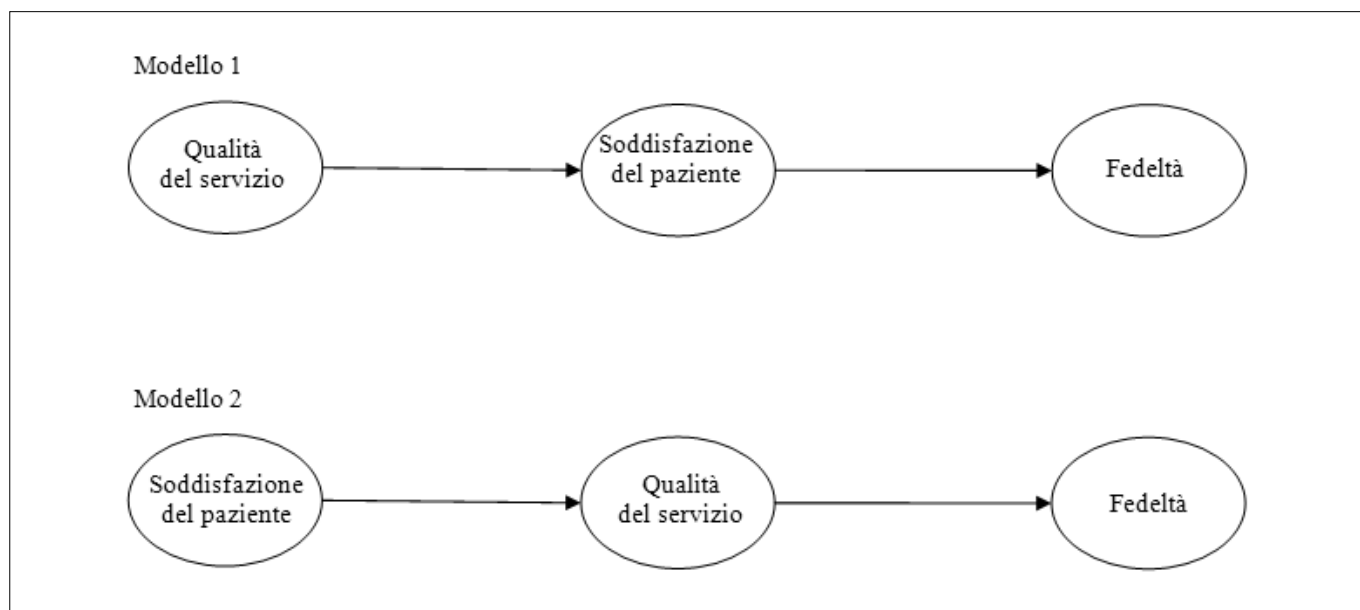 Modello 1
Qualità
del servizio
Soddisfazione
del paziente
Fedeltà
Modello 2
Soddisfazione
del paziente
Qualità
del servizio
Fedeltà